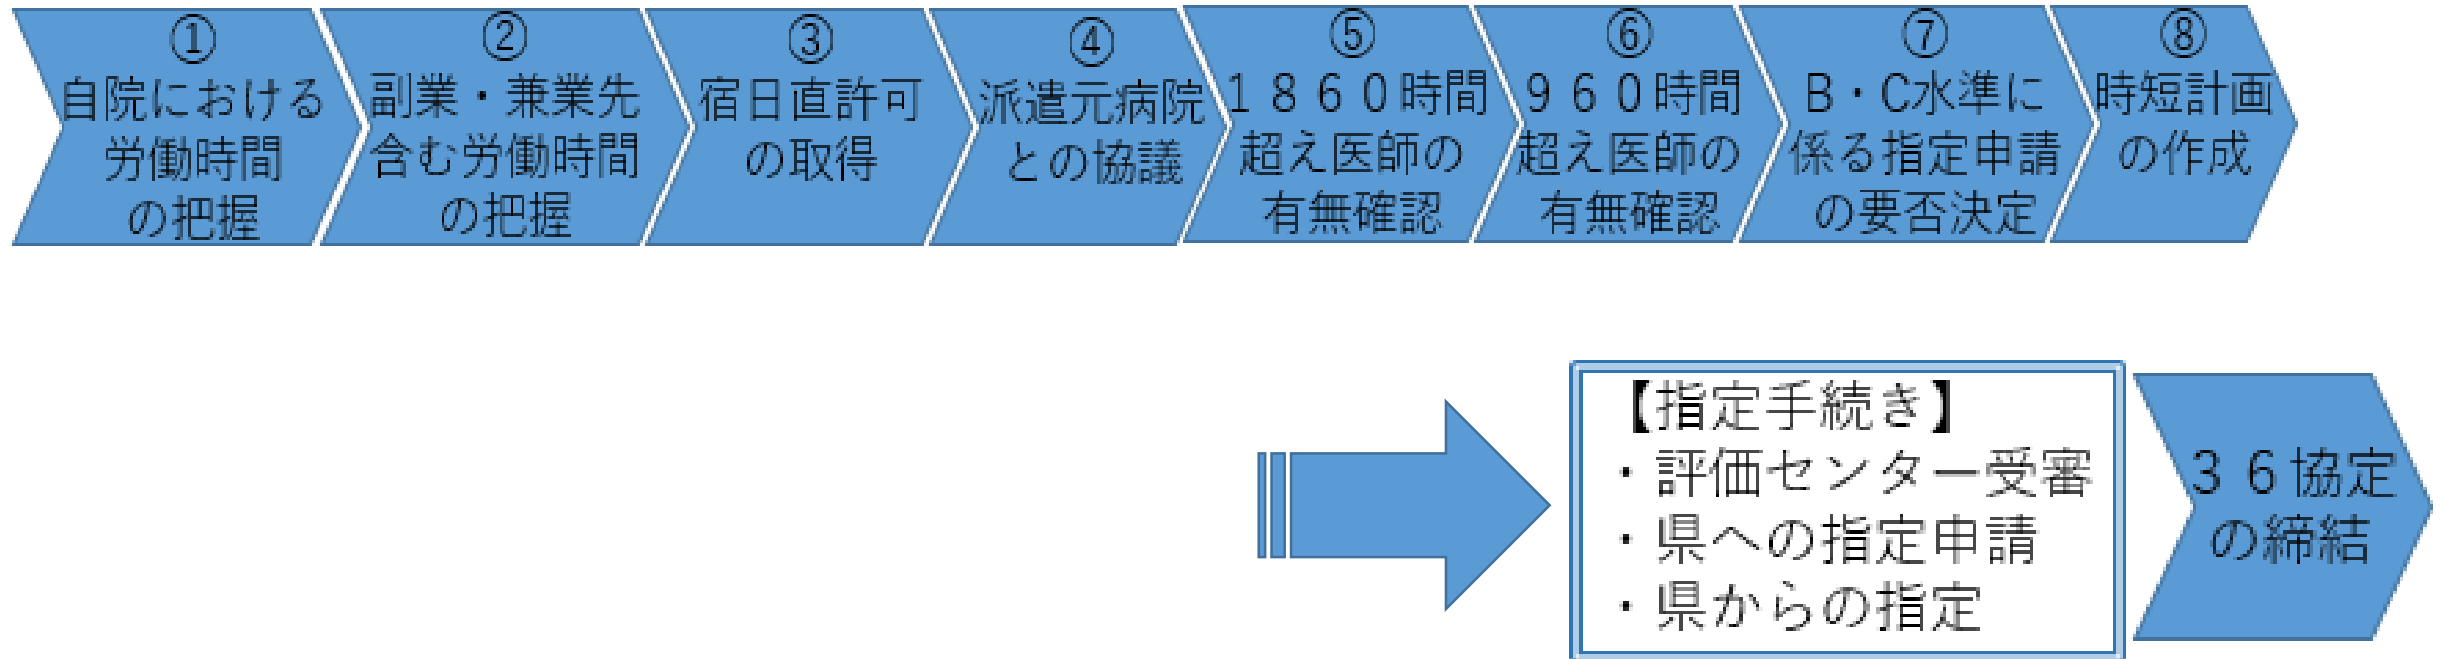 ①
自院における
労働時間
の把握
②
副業・兼業先
含む労働時間
の把握
③
宿日直許可
の取得
④
派遣元病院
との協議
⑤
１８６０時間
超え医師の
有無確認
⑥
９６０時間
超え医師の
有無確認
⑦
B・C水準に
係る指定申請
の要否決定
⑧
時短計画
の作成
【指定手続き】
・評価センター受審
・県への指定申請
・県からの指定
３６協定
の締結